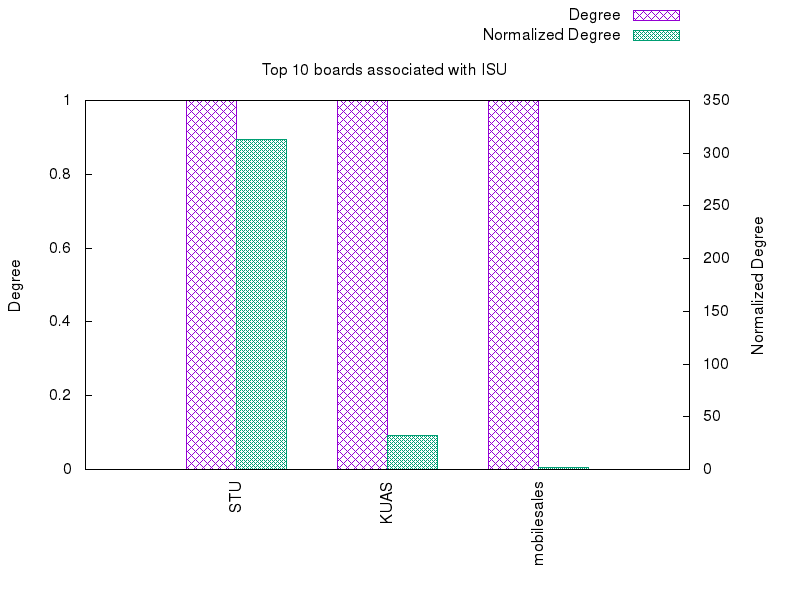 Degree
Normalized Degree
Top 10 boards associated with ISU
1
0.8
0.6
0.4
0.2
0
350
300
250
200
150
100
50
0
Degree
Normalized Degree
STU
KUAS
mobilesales